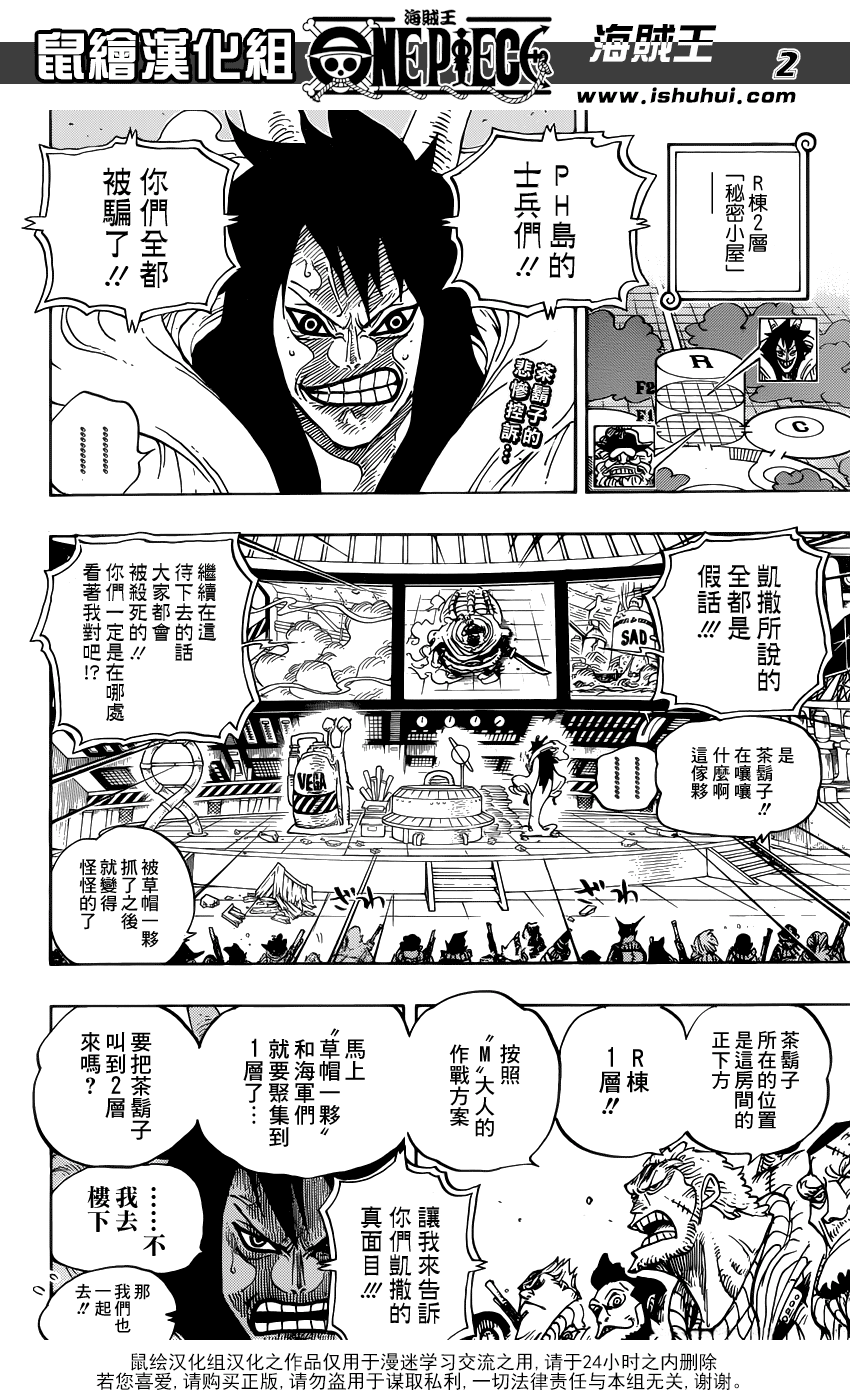 鼠繪漢化組
海賊王
ONE PIECE
海賊王
2
www.ishuhui.com
R棟2層
「秘密小屋」
——
R
F2
F1
C
PH島的
士兵們!!
你們全都
被騙了!!
茶鬍子的
悲慘控訴…
………
凱撒所說的
全都是
假話!!!
繼續在這
待下去的話
大家都會
被殺死的!!
你們一定是在哪處
看著我對吧!?
SAD
VEGA
是
茶鬍子!!
在嚷嚷
什麼啊
這傢夥
………
被草帽一夥
抓了之後
就變得
怪怪的了
ざわっ
ざわっ
茶鬍子
所在的位置
是這房間的
正下方
R棟
1層!!
按照
〝M〞大人的
作戰方案
馬上
〝草帽一夥〞
和海軍們
就要聚集到
1層了…
要把茶鬍子
叫到2層
來嗎?
讓我來告訴
你們凱撒的
真面目!!!
……不
我去
樓下
那
我們也
一起
去!!
鼠绘汉化组汉化之作品仅用于漫迷学习交流之用,请于24小时之内删除
若您喜爱,请购买正版,请勿盗用于谋取私利,一切法律责任与本组无关,谢谢。